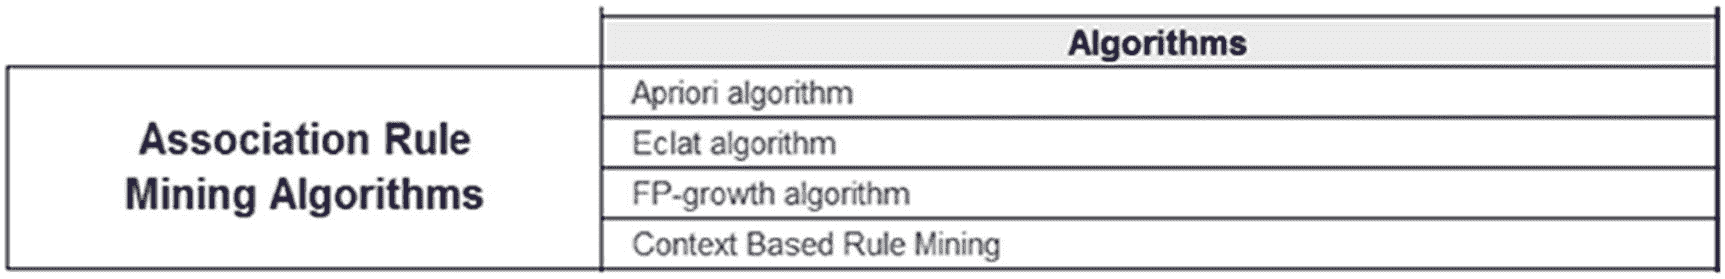 Algorithms
Association Rule
Mining Algorithms
Apriori algorithm
Eclat algorithm
FP-growth algorithm
Context Based Rule Mining